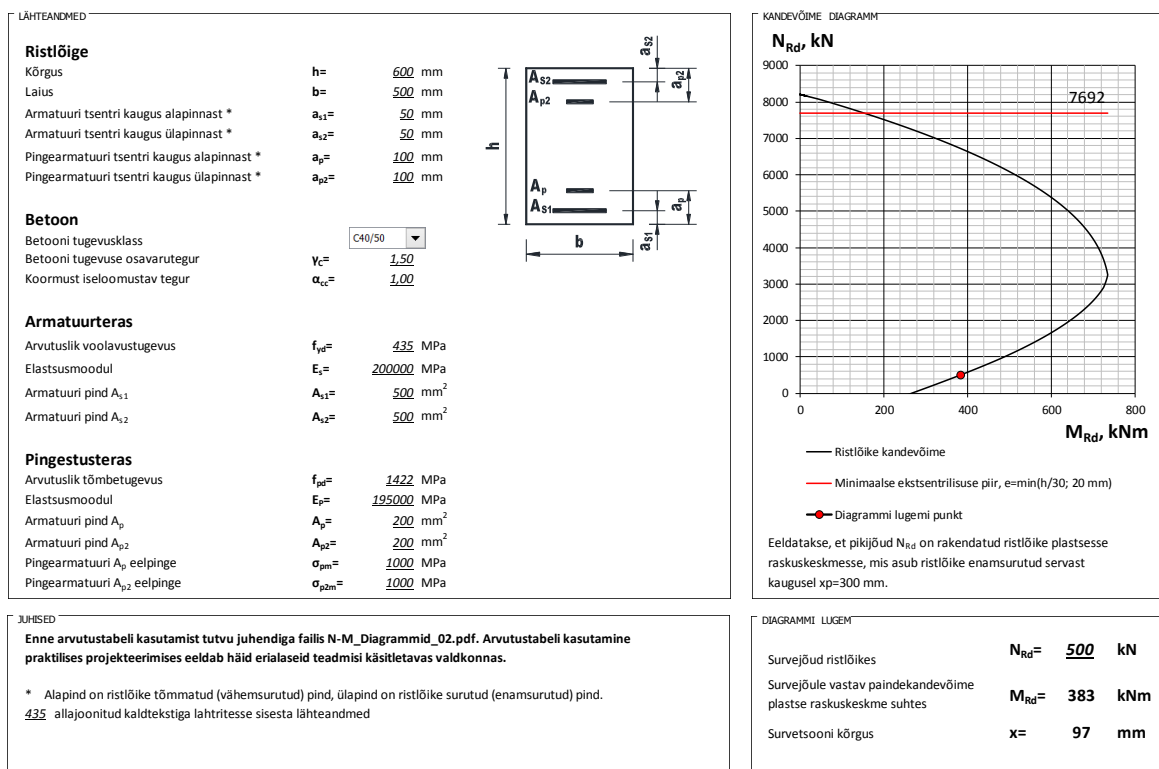 LÄHTEANDMED
Ristlõige
Kõrgus h= 600 mm
Laius b= 500 mm
Armatuuri tsentri kaugus alapinnast * as1= 50 mm
Armatuuri tsentri kaugus ülapinnast * as2= 50 mm
Pingearmatuuri tsentri kaugus alapinnast * ap= 100 mm
Pingearmatuuri tsentri kaugus ülapinnast * ap2= 100 mm
as2
ap2
As2
Ap2
h
Ap
As1
ap
as1
b
Betoon
Betooni tugevusklass C40/50
Betooni tugevuse osavarutegur γC= 1,50
Koormust iseloomustav tegur αcc= 1,00
Armatuurteras
Arvutuslik voolavustugevus fyd= 435 MPa
Elastsusmoodul Es= 200000 MPa
Armatuuri pind As1 As1= 500 mm2
Armatuuri pind As2 As2= 500 mm2
Pingestusteras
Arvutuslik tõmbetugevus fpd= 1422 MPa
Elastsusmoodul EP= 195000 MPa
Armatuuri pind Ap Ap= 200 mm2
Armatuuri pind Ap2 Ap2= 200 mm2
Pingearmatuuri Ap eelpinge σpm= 1000 MPa
Pingearmatuuri Ap2 eelpinge σp2m= 1000 MPa
KANDEVÕIME DIAGRAMM
NRd, kN
9000
8000
7000
6000
5000
4000
3000
2000
1000
0
7692
0 200 400 600 800
MRd, kNm
Ristlõike kandevõime
Minimaalse ekstsentrilisuse piir, e=min(h/30; 20 mm)
Diagrammi lugemi punkt
Eeldatakse, et pikijõud NRd on rakendatud ristlõike plastsesse
raskuskeskmesse, mis asub ristlõike enamsurutud servast
kaugusel xp=300 mm.
JUHISED
Enne arvutustabeli kasutamist tutvu juhendiga failis N-M_Diagrammid_02.pdf. Arvutustabeli kasutamine
praktilises projekteerimises eeldab häid erialaseid teadmisi käsitletavas valdkonnas.
* Alapind on ristlõike tõmmatud (vähemsurutud) pind, ülapind on ristlõike surutud (enamsurutud) pind.
435 allajoonitud kaldtekstiga lahtritesse sisesta lähteandmed
DIAGRAMMI LUGEM
Survejõud ristlõikes NRd= 500 kN
Survejõule vastav paindekandevõime
plastse raskuskeskme suhtes MRd= 383 kNm
Survetsooni kõrgus x= 97 mm